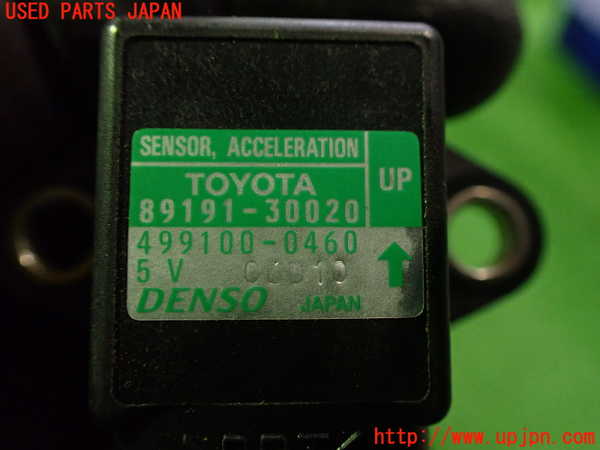 USED PARTS JAPAN
SENSOR, ACCELERATION
TOYOTA
UP
89191-30020
499100-0460
5 V
DENSO JAPAN
http://www.upjpn.com/